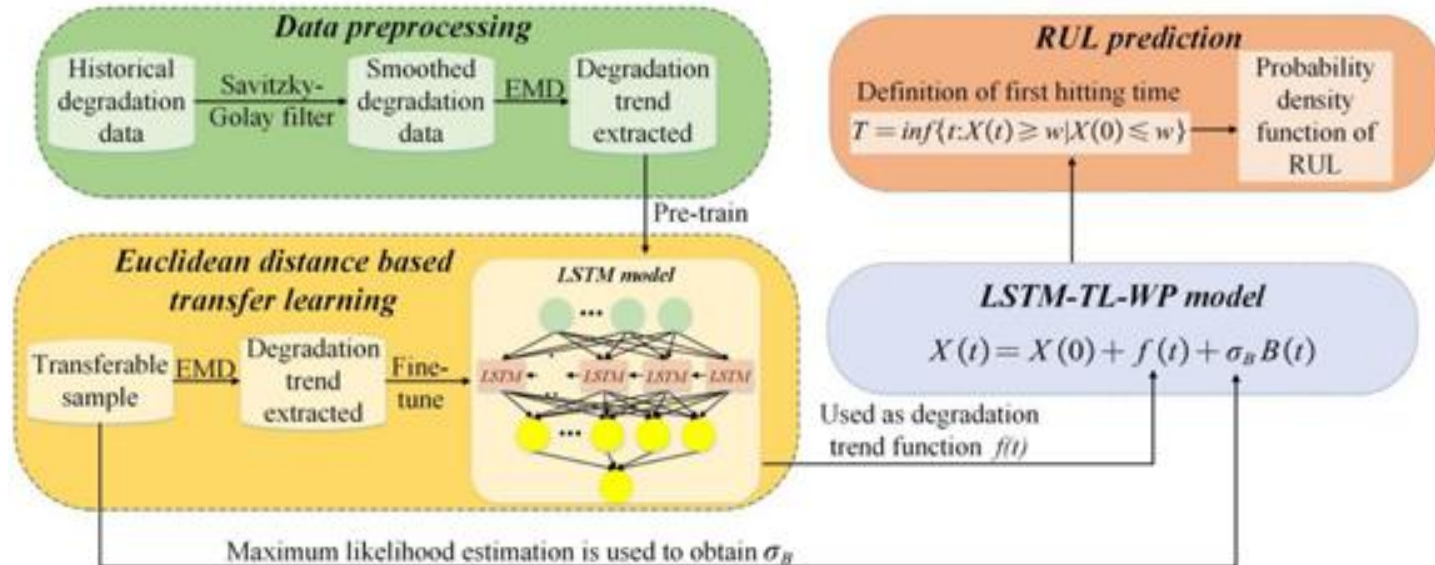 Data preprocessing
Historical
degradation
data
Savitzky-
Golay filter
Smoothed
degradation
data
EMD
Degradation
trend
extracted
Pre-train
Euclidean distance based
transfer learning
Transferable
sample
EMD
Degradation
trend
extracted
Fine-
tune
LSTM model
LSTM LSTM LSTM LSTM
RUL prediction
Definition of first hitting time
T = inf{t:X(t) ⩾ w|X(0) ⩽ w}
Probability
density
function of
RUL
LSTM-TL-WP model
X(t) = X(0) + f(t) + σ_B B(t)
Used as degradation
trend function f(t)
Maximum likelihood estimation is used to obtain σ_B